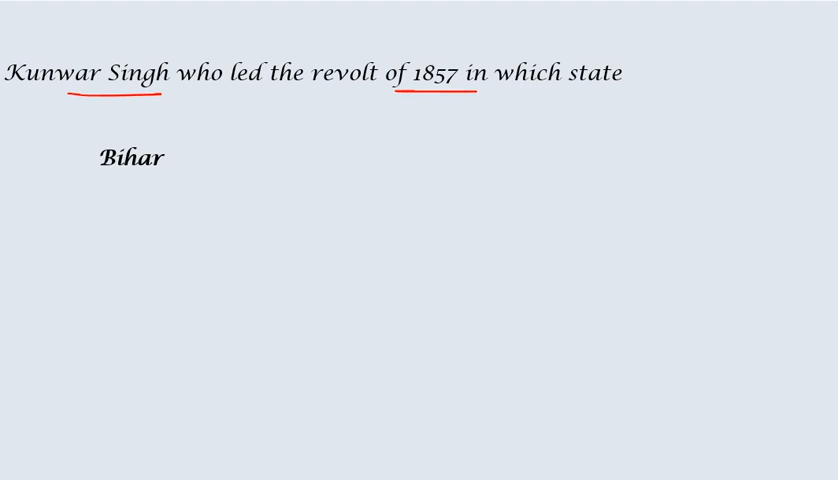 Kunwar Singh who led the revolt of 1857 in which state
Bihar